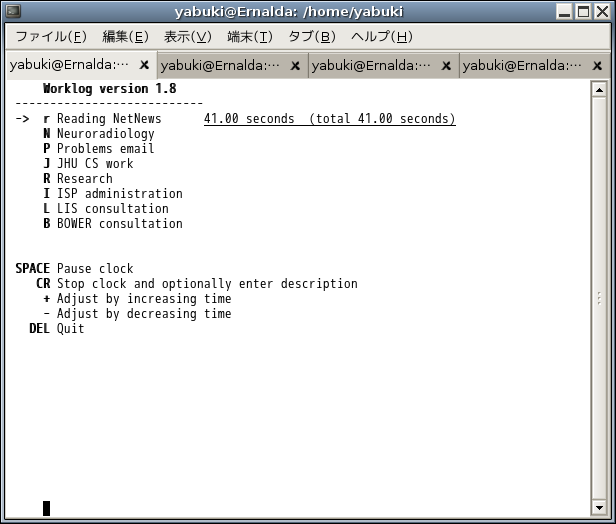 yabuki@Ernalda: /home/yabuki
ファイル(F) 編集(E) 表示(V) 端末(T) タブ(B) ヘルプ(H)
yabuki@Ernalda:… yabuki@Ernalda:… yabuki@Ernalda:… yabuki@Ernalda:…
Worklog version 1.8
---------------------------
-> r Reading NetNews 41.00 seconds (total 41.00 seconds)
N Neuroradiology
P Problems email
J JHU CS work
R Research
I ISP administration
L LIS consultation
B BOWER consultation
SPACE Pause clock
CR Stop clock and optionally enter description
+ Adjust by increasing time
- Adjust by decreasing time
DEL Quit